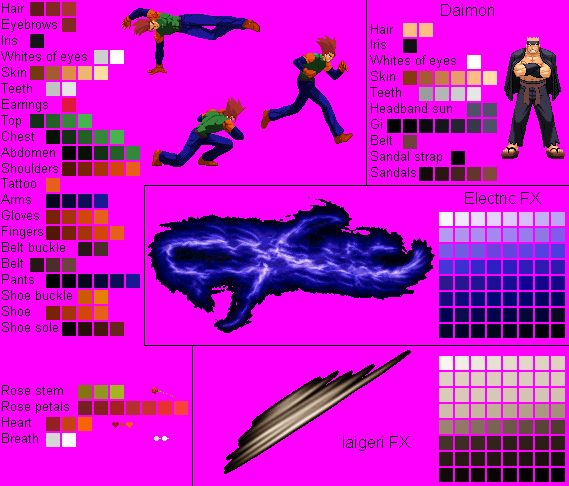 Hair
Eyebrows
Iris
Whites of eyes
Skin
Teeth
Earrings
Top
Chest
Abdomen
Shoulders
Tattoo
Arms
Gloves
Fingers
Belt buckle
Belt
Pants
Shoe buckle
Shoe
Shoe sole
Rose stem
Rose petals
Heart
Breath
Daimon
Hair
Iris
Whites of eyes
Skin
Teeth
Headband sun
Gi
Belt
Sandal strap
Sandals
Electric FX
Iaigeri FX